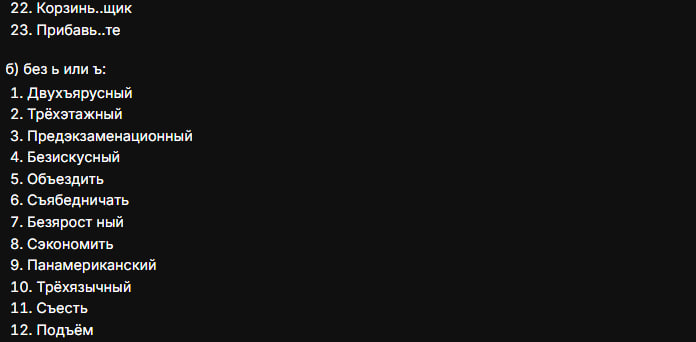 22. Корзинь..щик
23. Прибавь..те
б) без ь или ъ:
1. Двухъярусный
2. Трёхэтажный
3. Предэкзаменационный
4. Безискусный
5. Объездить
6. Съябедничать
7. Безярост ный
8. Сэкономить
9. Панамериканский
10. Трёхязычный
11. Съесть
12. Подъём